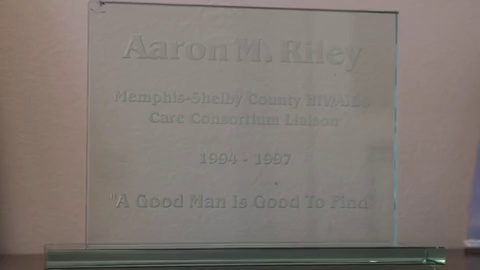 Aaron M. Riley
Memphis-Shelby County HIV/AIDS
Care Consortium Liaison
1994 - 1997
"A Good Man Is Good To Find"